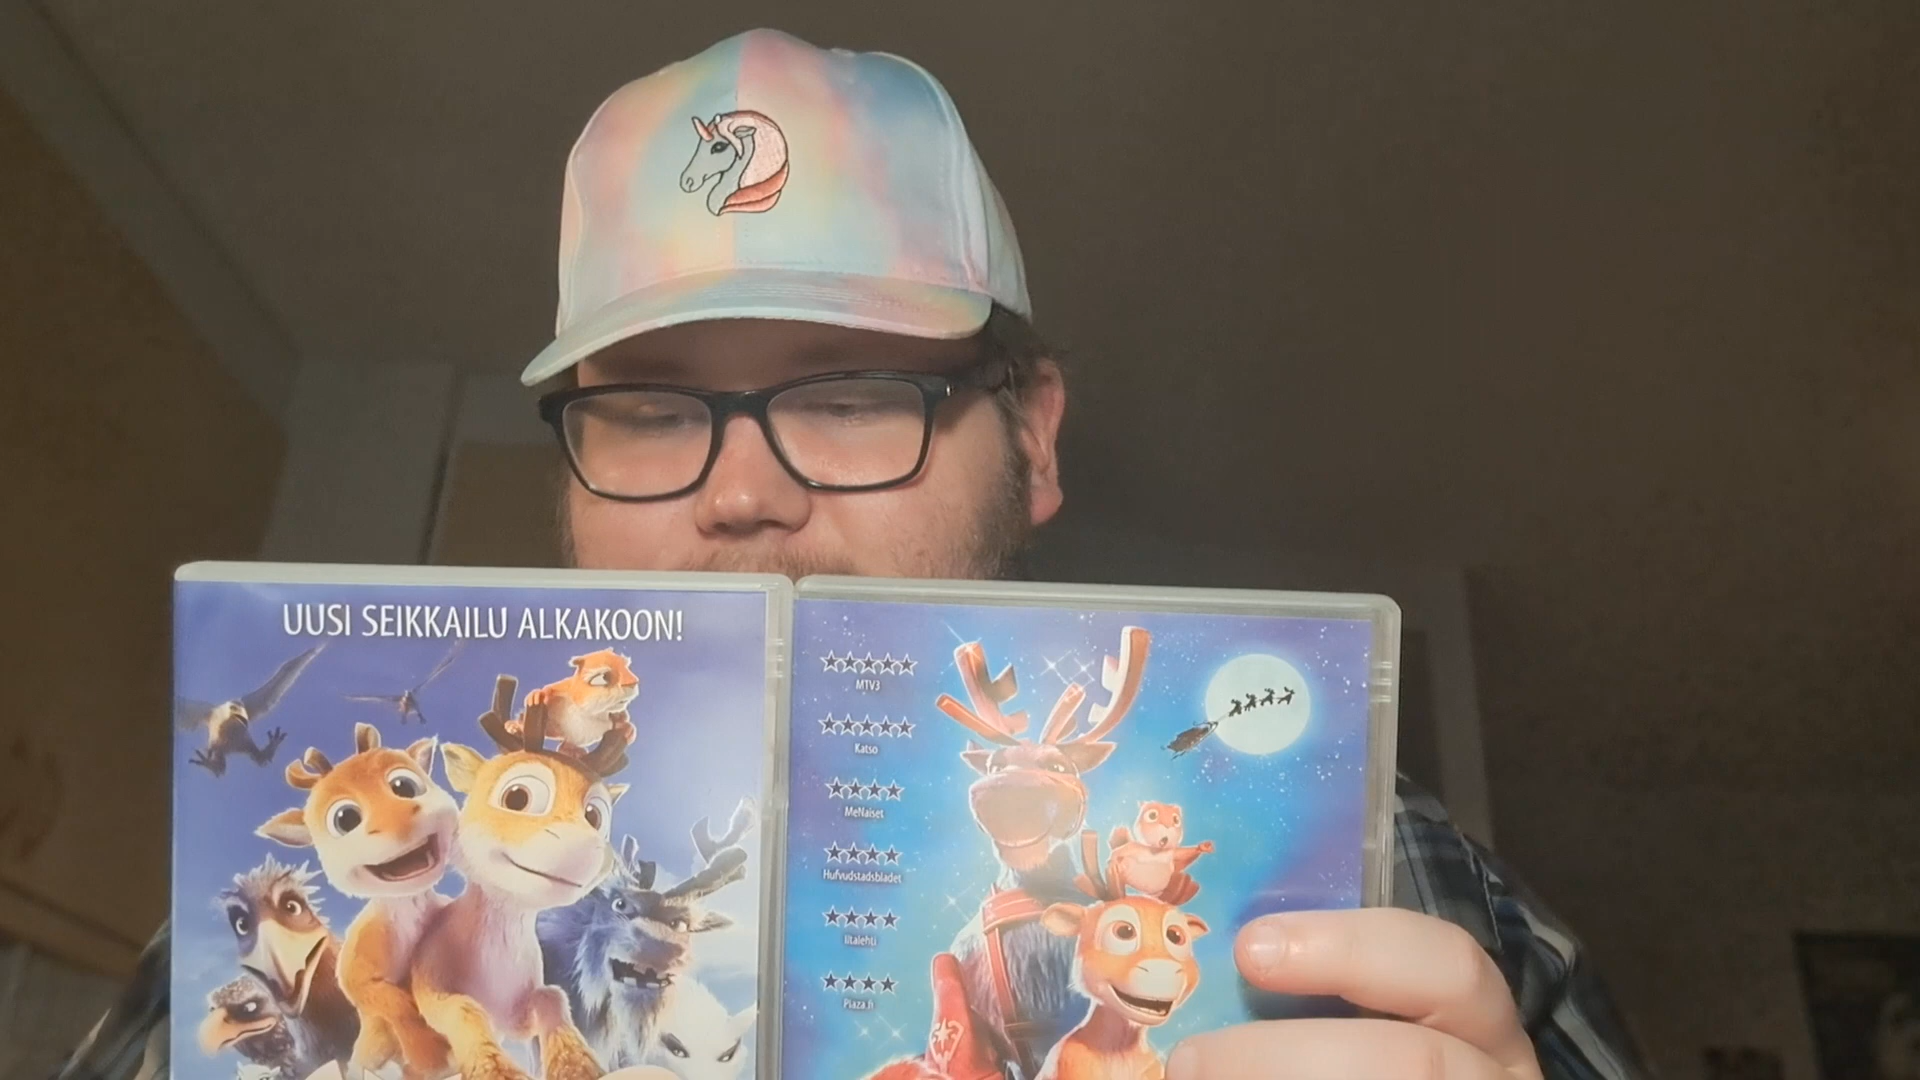 UUSI SEIKKAILU ALKAKOON!
MTV3
Katso
MeNaiset
Hufvudstadsbladet
Iltalehti
Plaza.fi